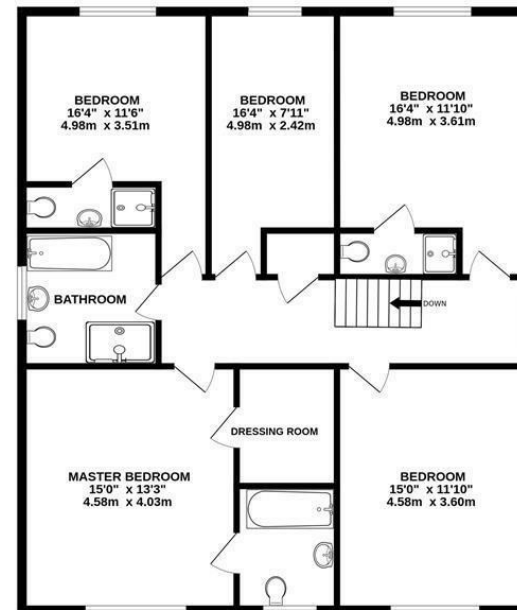 BEDROOM
16'4" x 11'6"
4.98m x 3.51m
BEDROOM
16'4" x 7'11"
4.98m x 2.42m
BEDROOM
16'4" x 11'10"
4.98m x 3.61m
BATHROOM
DOWN
DRESSING ROOM
MASTER BEDROOM
15'0" x 13'3"
4.58m x 4.03m
BEDROOM
15'0" x 11'10"
4.58m x 3.60m